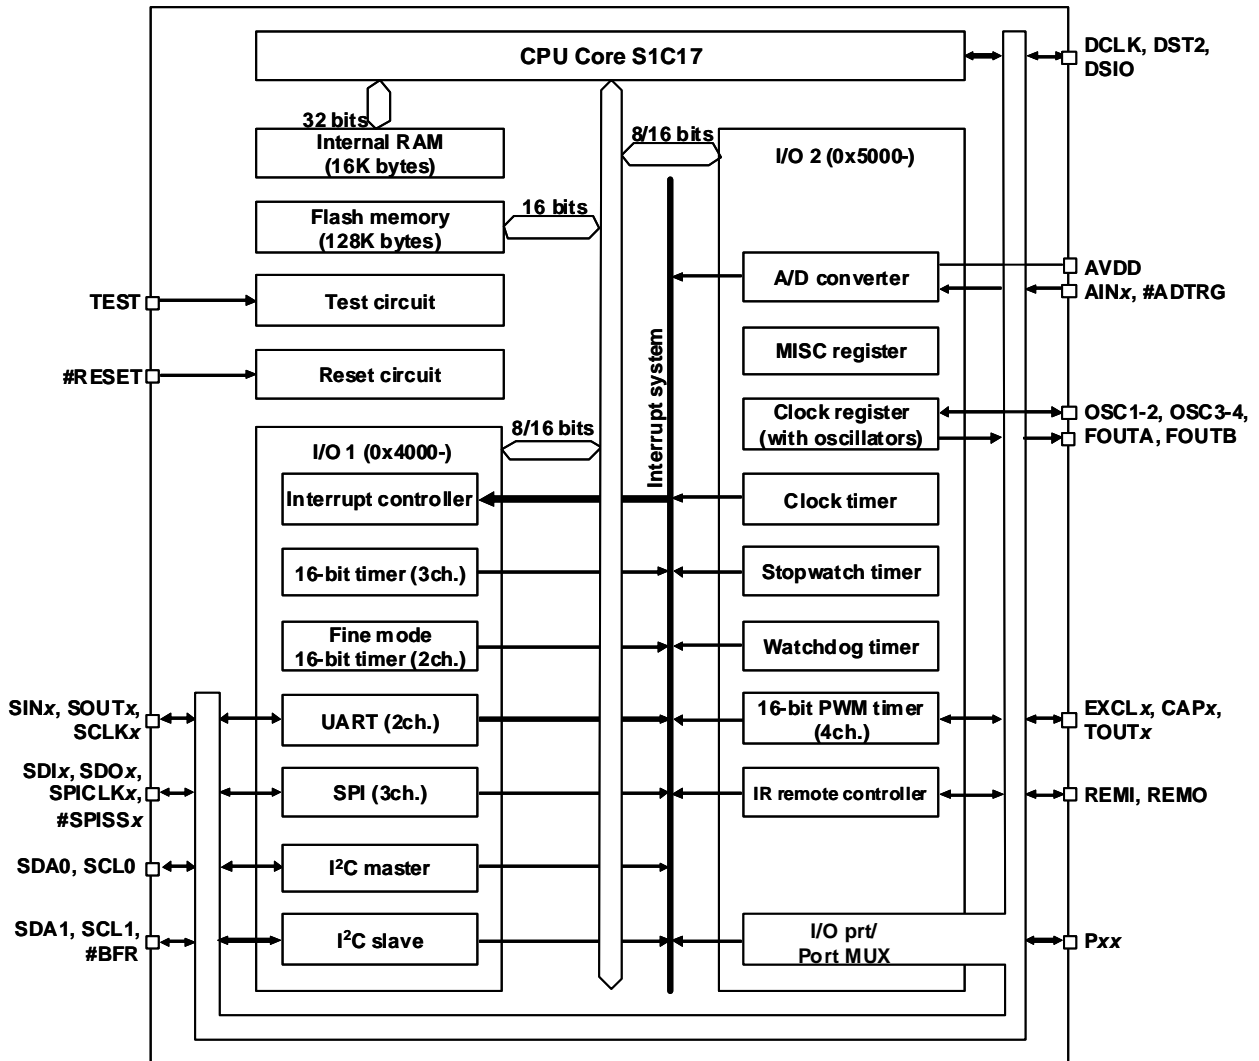 CPU Core S1C17
DCLK, DST2,
DSIO
32 bits
Internal RAM
(16K bytes)
8/16 bits
I/O 2 (0x5000-)
Flash memory
(128K bytes)
16 bits
A/D converter
AVDD
AINx, #ADTRG
TEST
Test circuit
MISC register
#RESET
Reset circuit
Interrupt system
Clock register
(with oscillators)
OSC1-2, OSC3-4,
FOUTA, FOUTB
8/16 bits
I/O 1 (0x4000-)
Interrupt controller
Clock timer
16-bit timer (3ch.)
Stopwatch timer
Fine mode
16-bit timer (2ch.)
Watchdog timer
SINx, SOUTx,
SCLKx
UART (2ch.)
16-bit PWM timer
(4ch.)
EXCLx, CAPx,
TOUTx
SDIx, SDOx,
SPICLKx,
#SPISSx
SPI (3ch.)
IR remote controller
REMI, REMO
SDA0, SCL0
I²C master
SDA1, SCL1,
#BFR
I²C slave
I/O prt/
Port MUX
Pxx